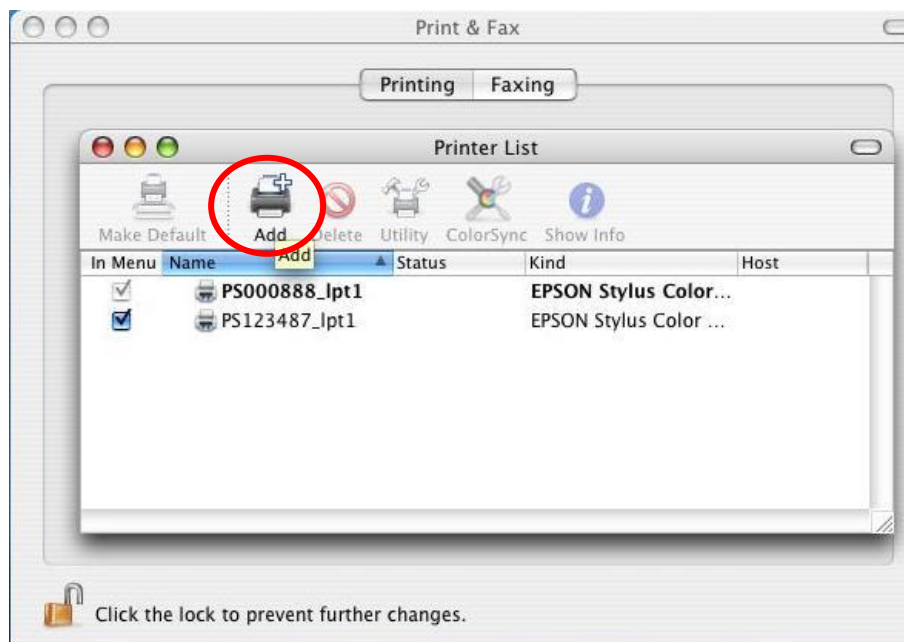 Print & Fax
Printing Faxing
Printer List
Make Default Add Delete Utility ColorSync Show Info
Add
In Menu Name Status Kind Host
PS000888_lpt1 EPSON Stylus Color...
PS123487_lpt1 EPSON Stylus Color ...
Click the lock to prevent further changes.